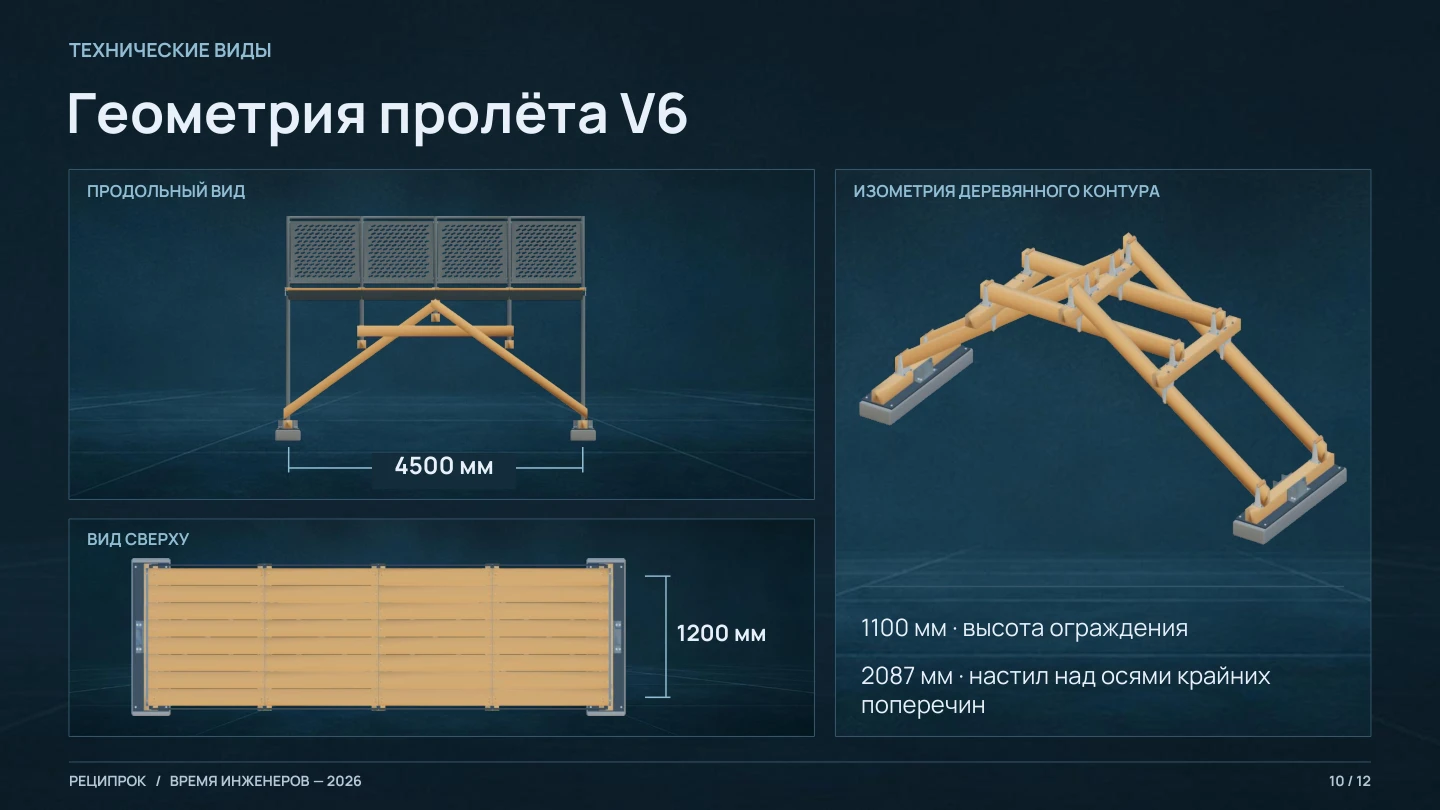 ТЕХНИЧЕСКИЕ ВИДЫ
Геометрия пролёта V6
ПРОДОЛЬНЫЙ ВИД
4500 мм
ВИД СВЕРХУ
1200 мм
ИЗОМЕТРИЯ ДЕРЕВЯННОГО КОНТУРА
1100 мм · высота ограждения
2087 мм · настил над осями крайних
поперечин
РЕЦИПРОК / ВРЕМЯ ИНЖЕНЕРОВ — 2026
10 / 12